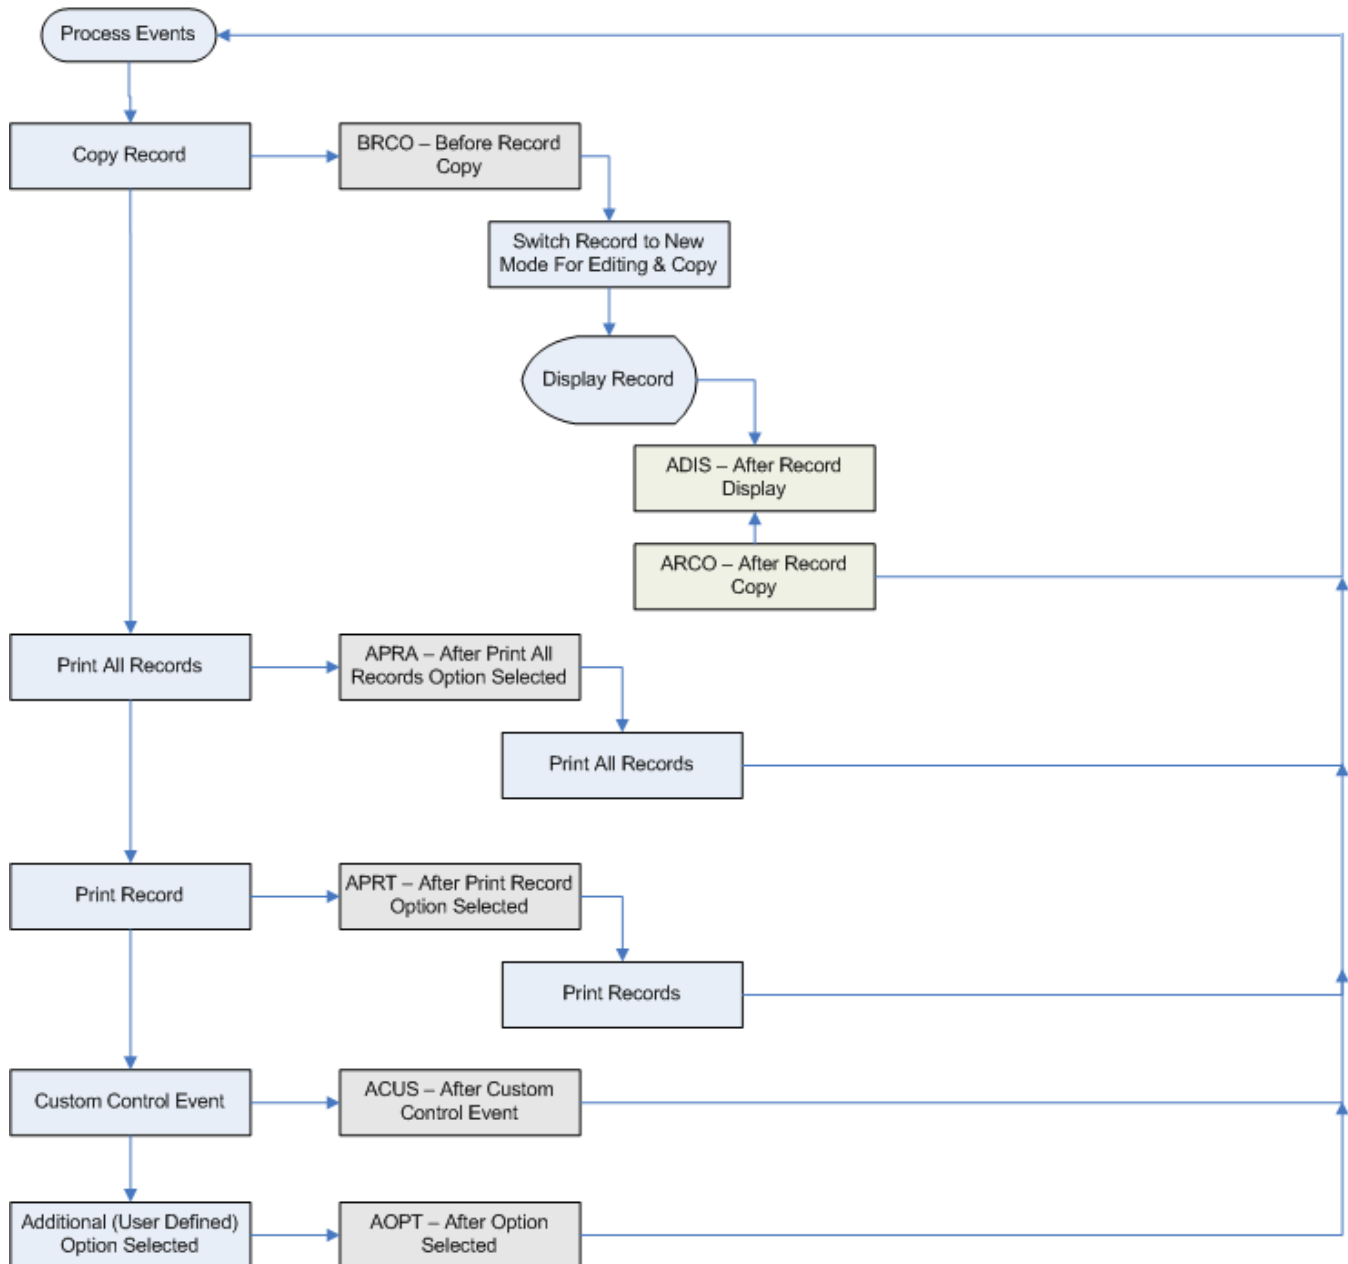 Process Events
Copy Record
BRCO – Before Record
Copy
Switch Record to New
Mode For Editing & Copy
Display Record
ADIS – After Record
Display
ARCO – After Record
Copy
Print All Records
APRA – After Print All
Records Option Selected
Print All Records
Print Record
APRT – After Print Record
Option Selected
Print Records
Custom Control Event
ACUS – After Custom
Control Event
Additional (User Defined)
Option Selected
AOPT – After Option
Selected